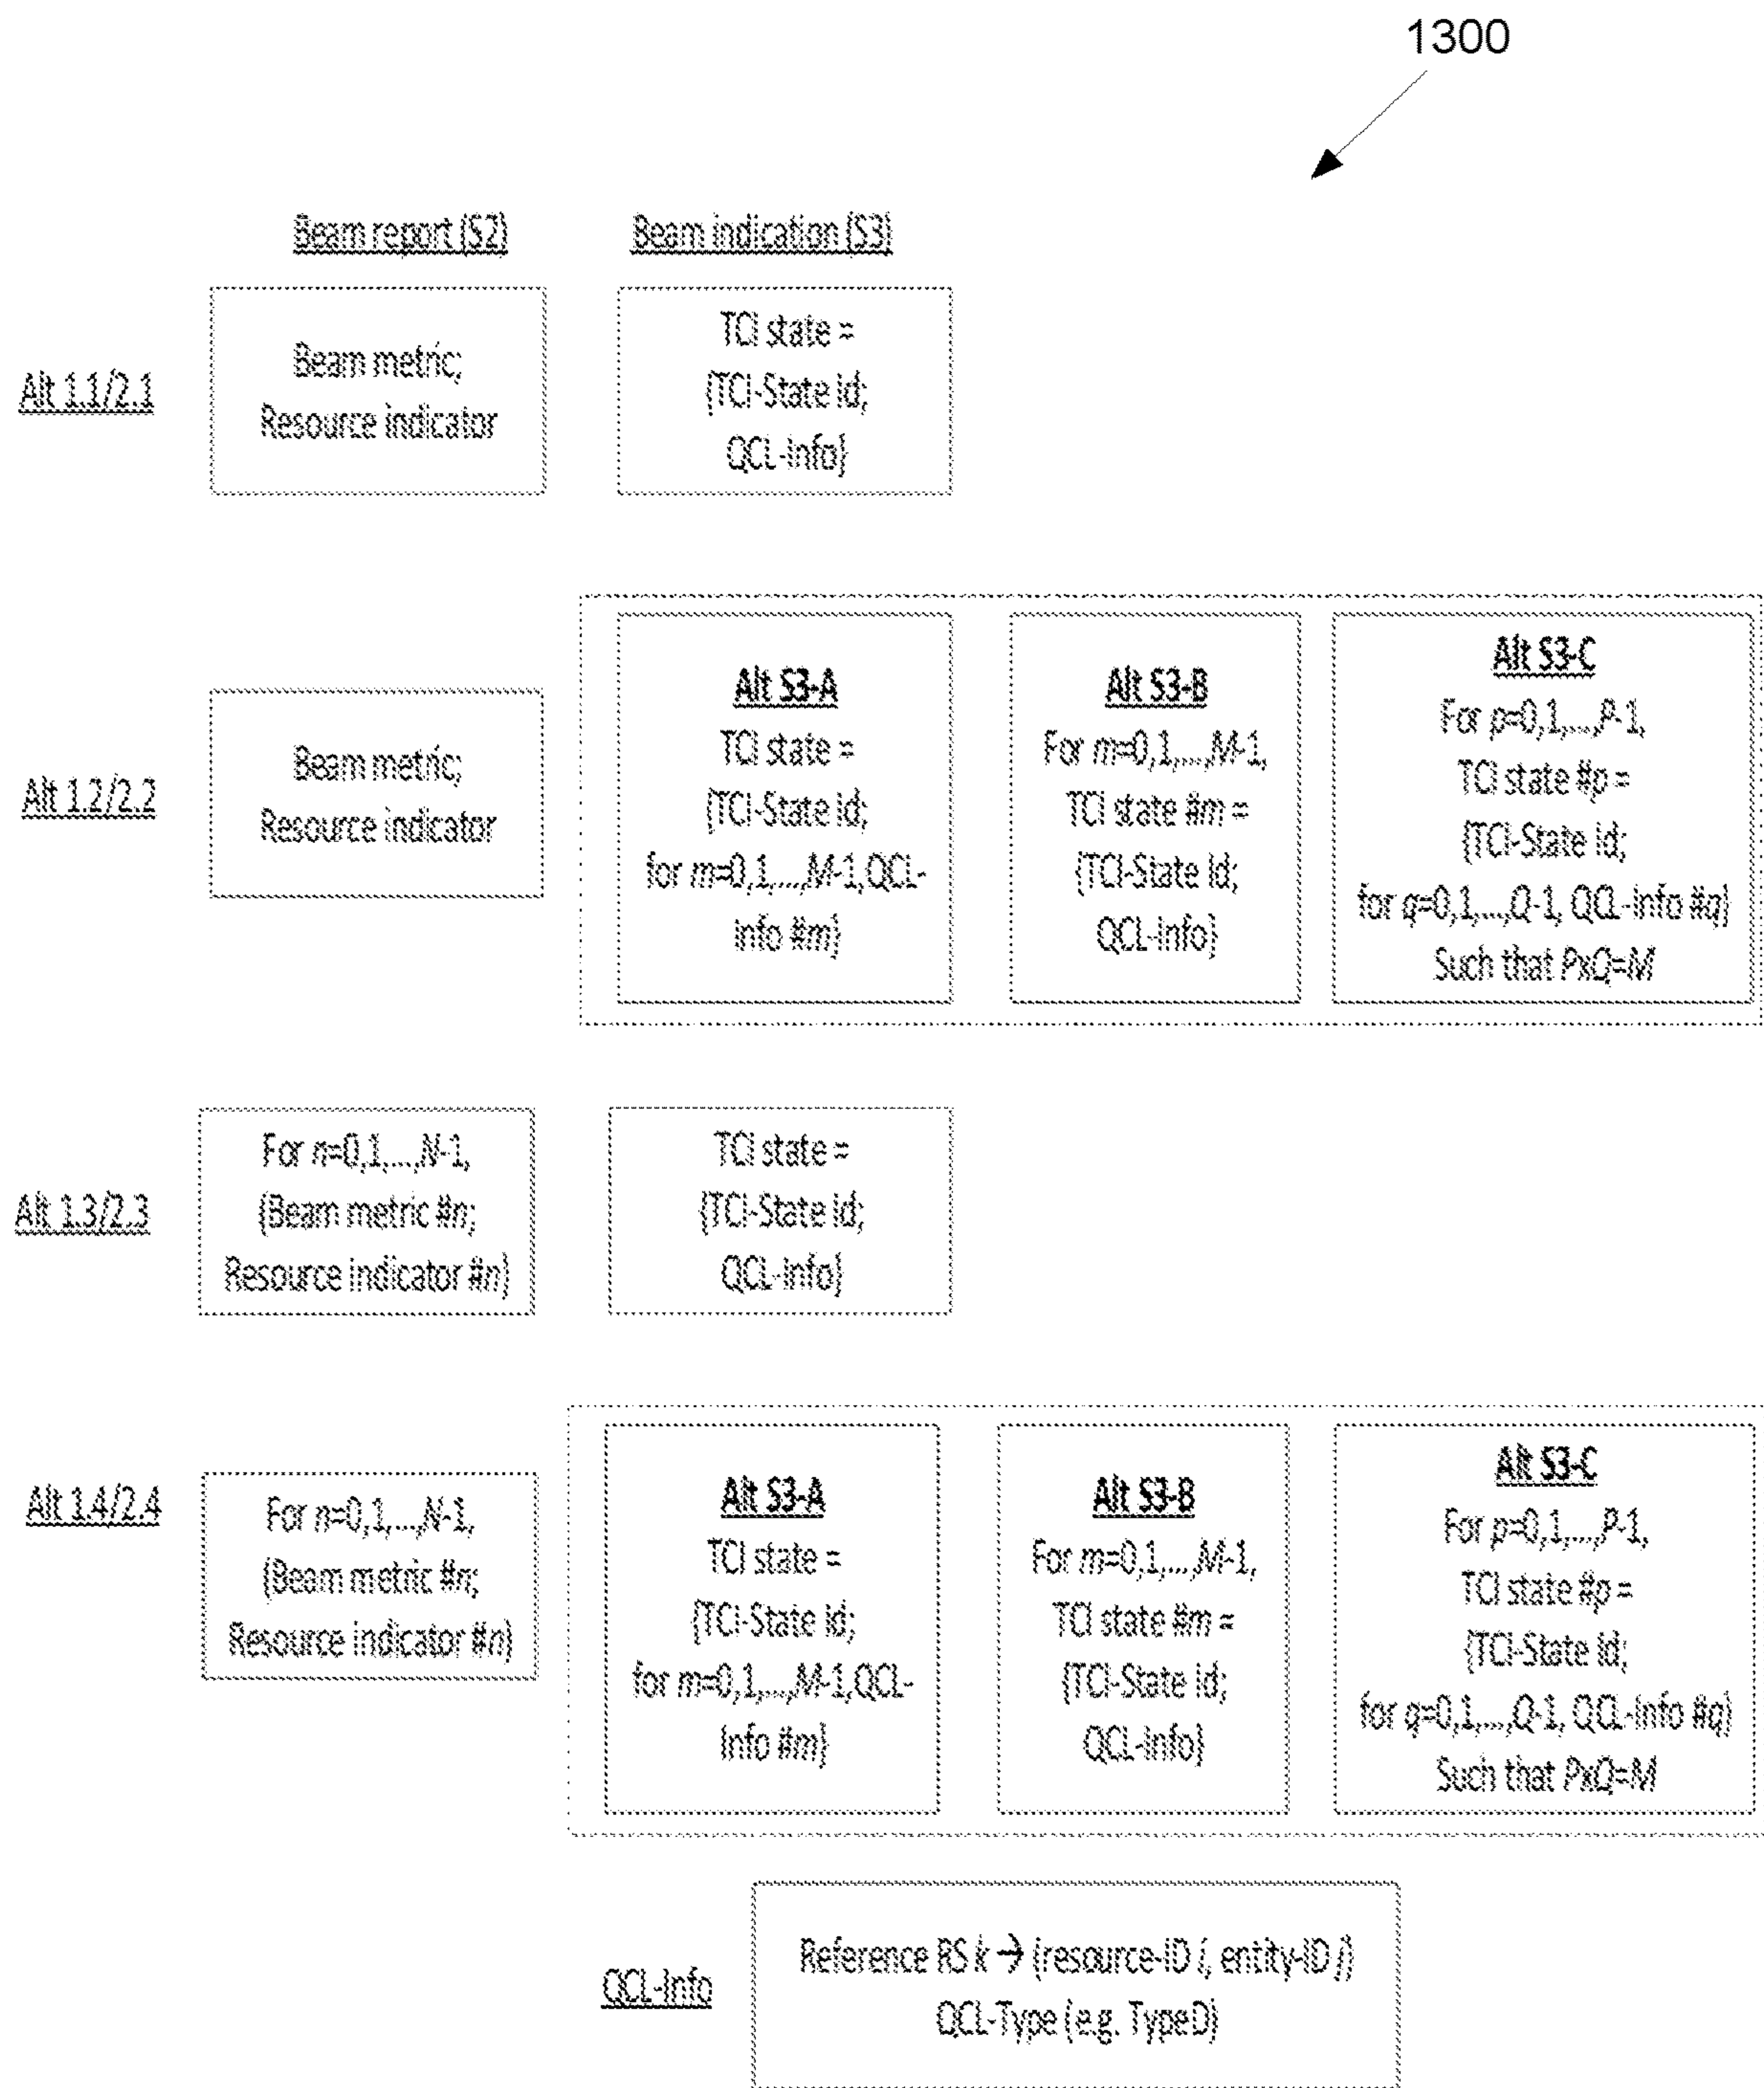 1300
Beam report (S2)
Beam indication (S3)
Alt 1.1/2.1
Beam metric;
Resource indicator
TCI state =
{TCI-State id;
QCL-Info}
Alt 1.2/2.2
Beam metric;
Resource indicator
Alt S3-A
TCI state =
{TCI-State id;
for m=0,1,...,M-1,QCL-
Info #m}
Alt S3-B
For m=0,1,...,M-1,
TCI state #m =
{TCI-State id;
QCL-Info}
Alt S3-C
For p=0,1,...,P-1,
TCI state #p =
{TCI-State id;
for q=0,1,...,Q-1, QCL-Info #q}
Such that PxQ=M
Alt 1.3/2.3
For n=0,1,...,N-1,
{Beam metric #n;
Resource indicator #n}
TCI state =
{TCI-State id;
QCL-Info}
Alt 1.4/2.4
For n=0,1,...,N-1,
{Beam metric #n;
Resource indicator #n}
Alt S3-A
TCI state =
{TCI-State id;
for m=0,1,...,M-1,QCL-
Info #m}
Alt S3-B
For m=0,1,...,M-1,
TCI state #m =
{TCI-State id;
QCL-Info}
Alt S3-C
For p=0,1,...,P-1,
TCI state #p =
{TCI-State id;
for q=0,1,...,Q-1, QCL-Info #q}
Such that PxQ=M
QCL-Info
Reference RS k → (resource-ID i, entity-ID j)
QCL-Type (e.g. TypeD)